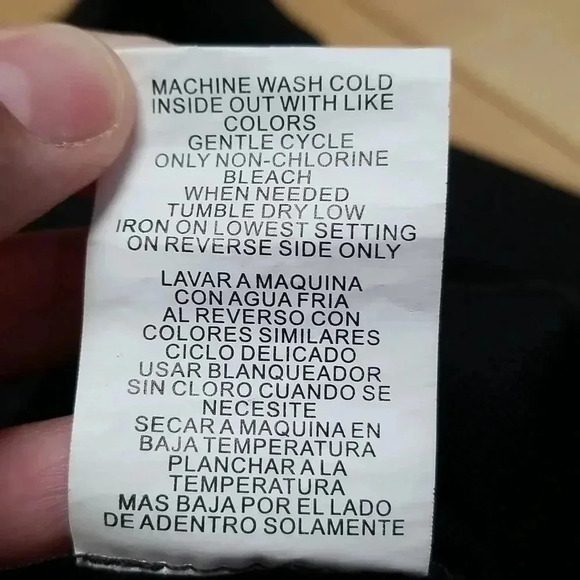 MACHINE WASH COLD
INSIDE OUT WITH LIKE
COLORS
GENTLE CYCLE
ONLY NON-CHLORINE
BLEACH
WHEN NEEDED
TUMBLE DRY LOW
IRON ON LOWEST SETTING
ON REVERSE SIDE ONLY
LAVAR A MAQUINA
CON AGUA FRIA
AL REVERSO CON
COLORES SIMILARES
CICLO DELICADO
USAR BLANQUEADOR
SIN CLORO CUANDO SE
NECESITE
SECAR A MAQUINA EN
BAJA TEMPERATURA
PLANCHAR A LA
TEMPERATURA
MAS BAJA POR EL LADO
DE ADENTRO SOLAMENTE